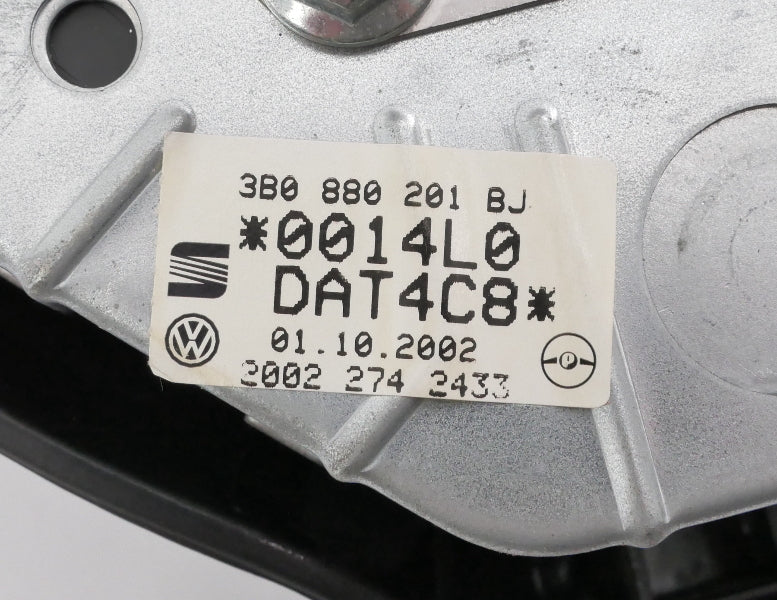 3B0 880 201 BJ
*0014L0
DAT4C8*
01.10.2002
2002 274 2433